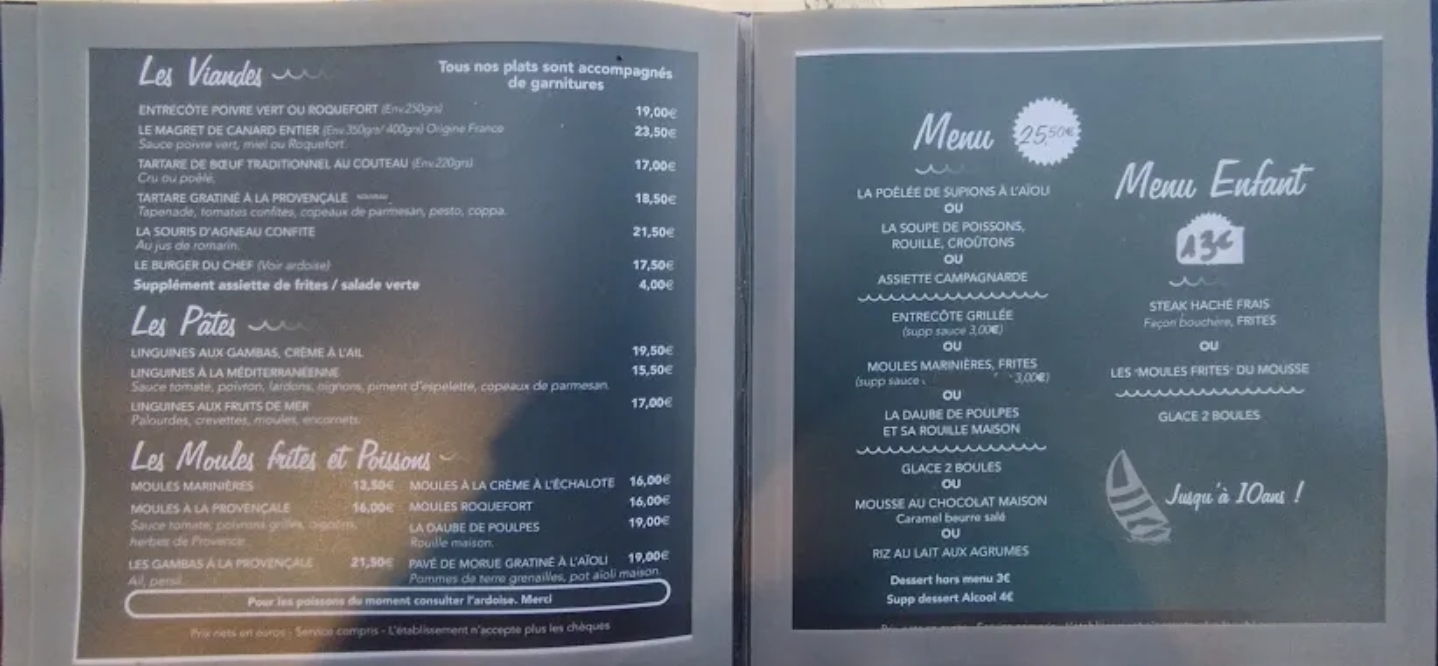 Les Viandes
Tous nos plats sont accompagnés
de garnitures
ENTRECÔTE POIVRE VERT OU ROQUEFORT (Env.250grs) 19,00€
LE MAGRET DE CANARD ENTIER (Env.350grs/ 400grs) Origine France 23,50€
Sauce poivre vert, miel ou Roquefort.
TARTARE DE BŒUF TRADITIONNEL AU COUTEAU (Env.220grs) 17,00€
Cru ou poêlé.
TARTARE GRATINÉ À LA PROVENÇALE NOUVEAU 18,50€
Tapenade, tomates confites, copeaux de parmesan, pesto, coppa.
LA SOURIS D'AGNEAU CONFITE 21,50€
Au jus de romarin.
LE BURGER DU CHEF (Voir ardoise) 17,50€
Supplément assiette de frites / salade verte 4,00€
Les Pâtes
LINGUINES AUX GAMBAS, CRÈME À L'AIL 19,50€
LINGUINES À LA MÉDITERRANÉENNE 15,50€
Sauce tomate, poivron, lardons, oignons, piment d'espelette, copeaux de parmesan.
LINGUINES AUX FRUITS DE MER 17,00€
Palourdes, crevettes, moules, encornets.
Les Moules frites et Poissons
MOULES MARINIÈRES 13,50€
MOULES À LA PROVENÇALE 16,00€
Sauce tomate, poivrons grillés, oignons,
herbes de Provence.
LES GAMBAS À LA PROVENÇALE 21,50€
Ail, persil.
MOULES À LA CRÈME À L'ÉCHALOTE 16,00€
MOULES ROQUEFORT 16,00€
LA DAUBE DE POULPES 19,00€
Rouille maison.
PAVÉ DE MORUE GRATINÉ À L'AÏOLI 19,00€
Pommes de terre grenailles, pot aïoli maison.
Pour les poissons du moment consulter l'ardoise. Merci
Prix nets en euros - Service compris - L'établissement n'accepte plus les chèques
Menu 25,50€
LA POÊLÉE DE SUPIONS À L'AÏOLI
OU
LA SOUPE DE POISSONS,
ROUILLE, CROÛTONS
OU
ASSIETTE CAMPAGNARDE
ENTRECÔTE GRILLÉE
(supp sauce 3,00€)
OU
MOULES MARINIÈRES, FRITES
(supp sauce 3,00€)
OU
LA DAUBE DE POULPES
ET SA ROUILLE MAISON
GLACE 2 BOULES
OU
MOUSSE AU CHOCOLAT MAISON
Caramel beurre salé
OU
RIZ AU LAIT AUX AGRUMES
Dessert hors menu 3€
Supp dessert Alcool 4€
Menu Enfant
13€
STEAK HACHÉ FRAIS
Façon bouchère, FRITES
OU
LES "MOULES FRITES" DU MOUSSE
GLACE 2 BOULES
Jusqu'à 10ans !